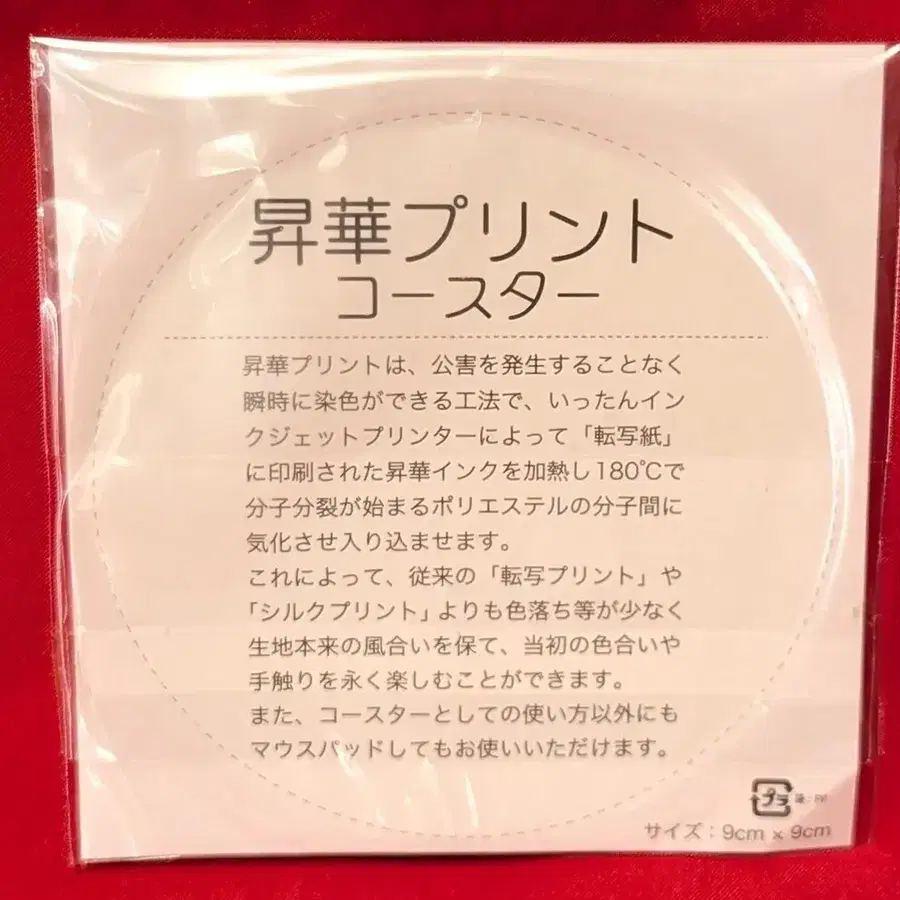 昇華プリント
コースター
昇華プリントは、公害を発生することなく
瞬時に染色ができる工法で、いったんイン
クジェットプリンターによって「転写紙」
に印刷された昇華インクを加熱し180℃で
分子分裂が始まるポリエステルの分子間に
気化させ入り込ませます。
これによって、従来の「転写プリント」や
「シルクプリント」よりも色落ち等が少なく
生地本来の風合いを保て、当初の色合いや
手触りを永く楽しむことができます。
また、コースターとしての使い方以外にも
マウスパッドしてもお使いいただけます。
プラ
サイズ：9cm × 9cm